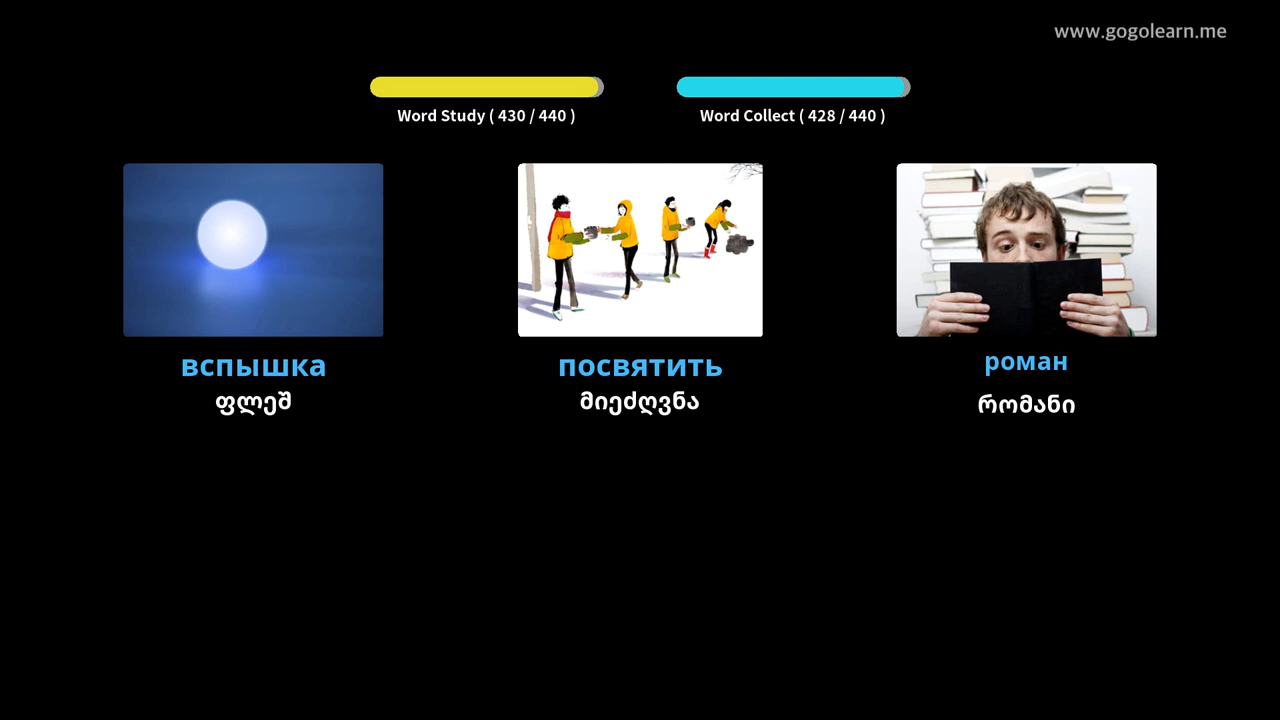 www.gogolearn.me
Word Study ( 430 / 440 )
Word Collect ( 428 / 440 )
вспышка
ფლეშ
посвятить
მიეძღვნა
роман
რომანი